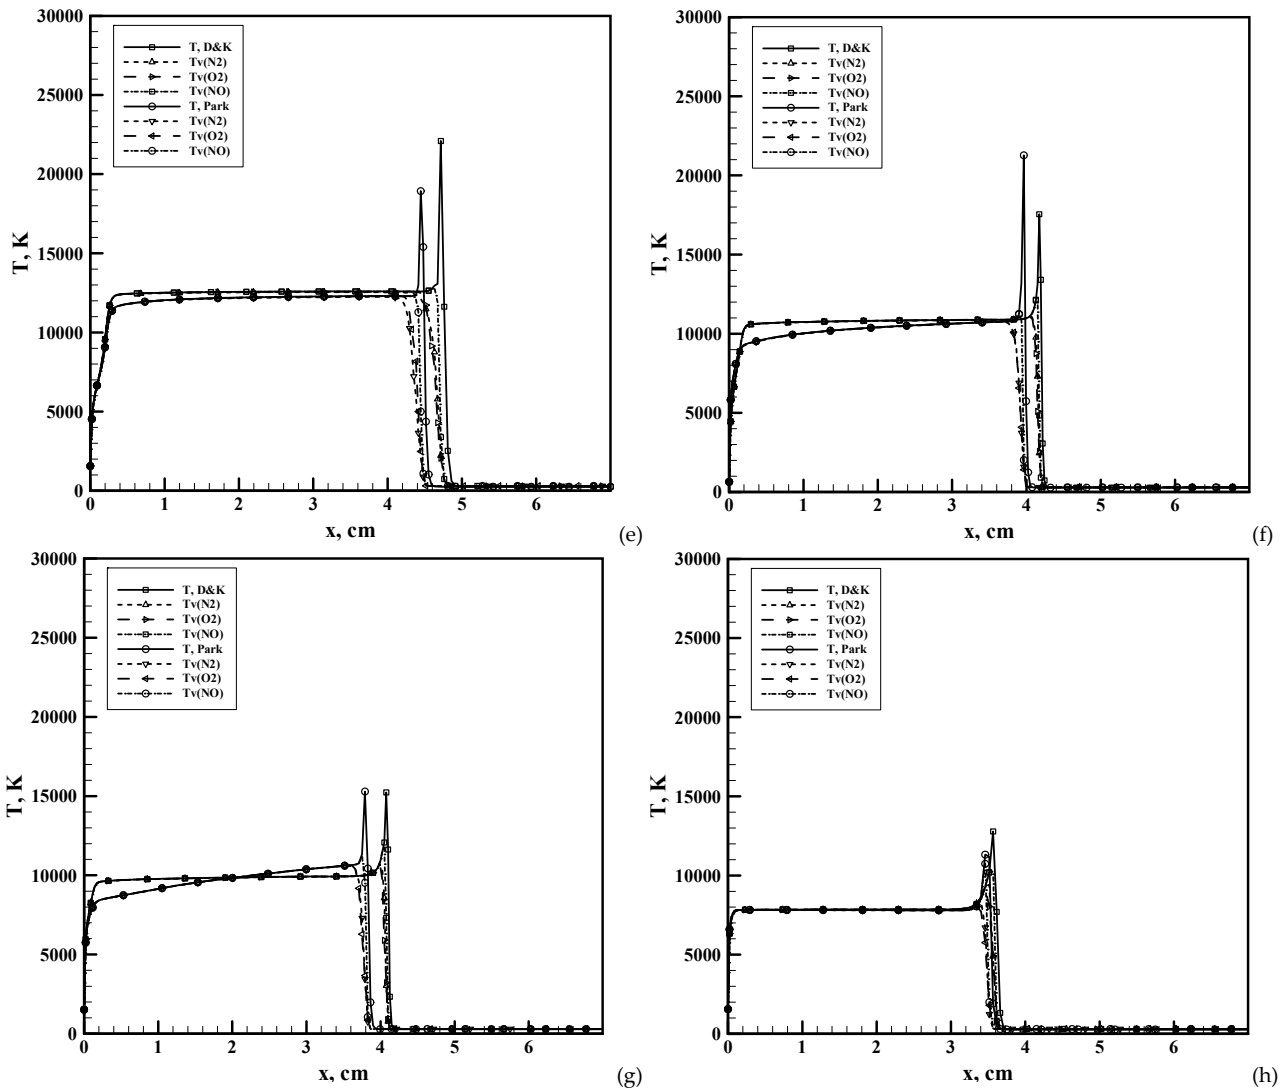 30000
25000
20000
15000
10000
5000
0
T, K
T, D&K
Tv(N2)
Tv(O2)
Tv(NO)
T, Park
Tv(N2)
Tv(O2)
Tv(NO)
0 1 2 3 4 5 6
x, cm
(e)
30000
25000
20000
15000
10000
5000
0
T, K
T, D&K
Tv(N2)
Tv(O2)
Tv(NO)
T, Park
Tv(N2)
Tv(O2)
Tv(NO)
0 1 2 3 4 5 6
x, cm
(f)
30000
25000
20000
15000
10000
5000
0
T, K
T, D&K
Tv(N2)
Tv(O2)
Tv(NO)
T, Park
Tv(N2)
Tv(O2)
Tv(NO)
0 1 2 3 4 5 6
x, cm
(g)
30000
25000
20000
15000
10000
5000
0
T, K
T, D&K
Tv(N2)
Tv(O2)
Tv(NO)
T, Park
Tv(N2)
Tv(O2)
Tv(NO)
0 1 2 3 4 5 6
x, cm
(h)